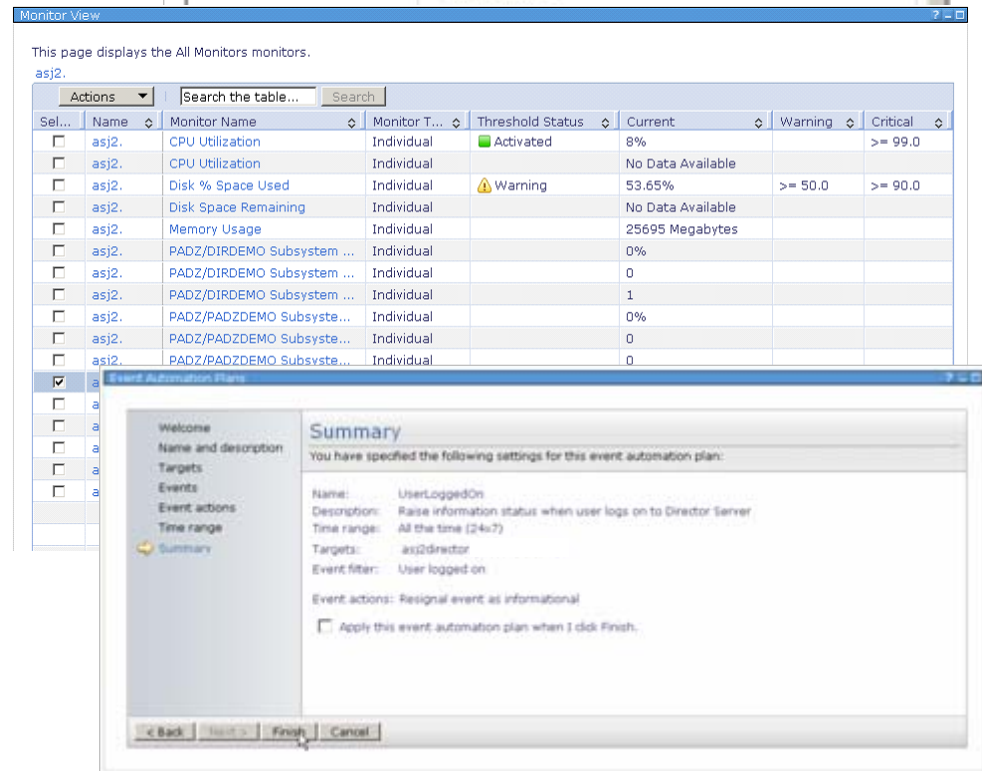 Monitor View
This page displays the All Monitors monitors.
asj2.
Actions Search the table... Search
Sel... Name Monitor Name Monitor T... Threshold Status Current Warning Critical
asj2. CPU Utilization Individual Activated 8% >= 99.0
asj2. CPU Utilization Individual No Data Available
asj2. Disk % Space Used Individual Warning 53.65% >= 50.0 >= 90.0
asj2. Disk Space Remaining Individual No Data Available
asj2. Memory Usage Individual 25695 Megabytes
asj2. PADZ/DIRDEMO Subsystem ... Individual 0%
asj2. PADZ/DIRDEMO Subsystem ... Individual 0
asj2. PADZ/DIRDEMO Subsystem ... Individual 1
asj2. PADZ/PADZDEMO Subsyste... Individual 0%
asj2. PADZ/PADZDEMO Subsyste... Individual 0
asj2. PADZ/PADZDEMO Subsyste... Individual 0
a
a
a
a
a
a
Event Automation Plans
Welcome
Name and description
Targets
Events
Event actions
Time range
Summary
Summary
You have specified the following settings for this event automation plan:
Name: UserLoggedOn
Description: Raise information status when user logs on to Director Server
Time range: All the time (24x7)
Targets: asj2director
Event filter: User logged on
Event actions: Resignal event as informational
Apply this event automation plan when I click Finish.
< Back Next > Finish Cancel